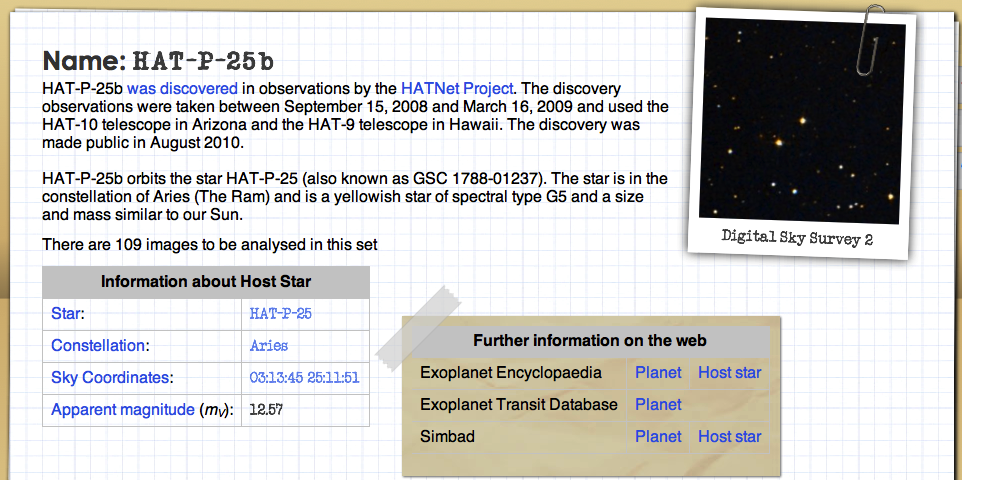 Name: HAT-P-25b
HAT-P-25b was discovered in observations by the HATNet Project. The discovery
observations were taken between September 15, 2008 and March 16, 2009 and used the
HAT-10 telescope in Arizona and the HAT-9 telescope in Hawaii. The discovery was
made public in August 2010.
HAT-P-25b orbits the star HAT-P-25 (also known as GSC 1788-01237). The star is in the
constellation of Aries (The Ram) and is a yellowish star of spectral type G5 and a size
and mass similar to our Sun.
There are 109 images to be analysed in this set
Digital Sky Survey 2
Information about Host Star
Star: HAT-P-25
Constellation: Aries
Sky Coordinates: 03:13:45 25:11:51
Apparent magnitude (mV): 12.57
Further information on the web
Exoplanet Encyclopaedia Planet Host star
Exoplanet Transit Database Planet
Simbad Planet Host star